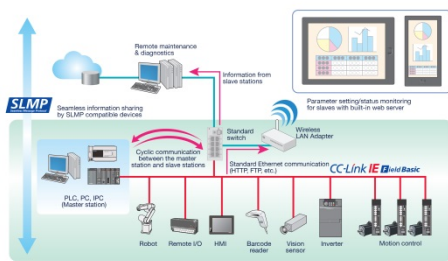 Remote maintenance
& diagnostics
Information from
slave stations
Parameter setting/status monitoring
for slaves with built-in web server
SLMP
Seamless information sharing
by SLMP compatible devices
Standard
switch
Wireless
LAN Adapter
Cyclic communication
between the master
station and slave stations
Standard Ethernet communication
(HTTP, FTP, etc.)
CC-Link IE Field Basic
PLC, PC, IPC
(Master station)
Robot
Remote I/O
HMI
Barcode
reader
Vision
sensor
Inverter
Motion control